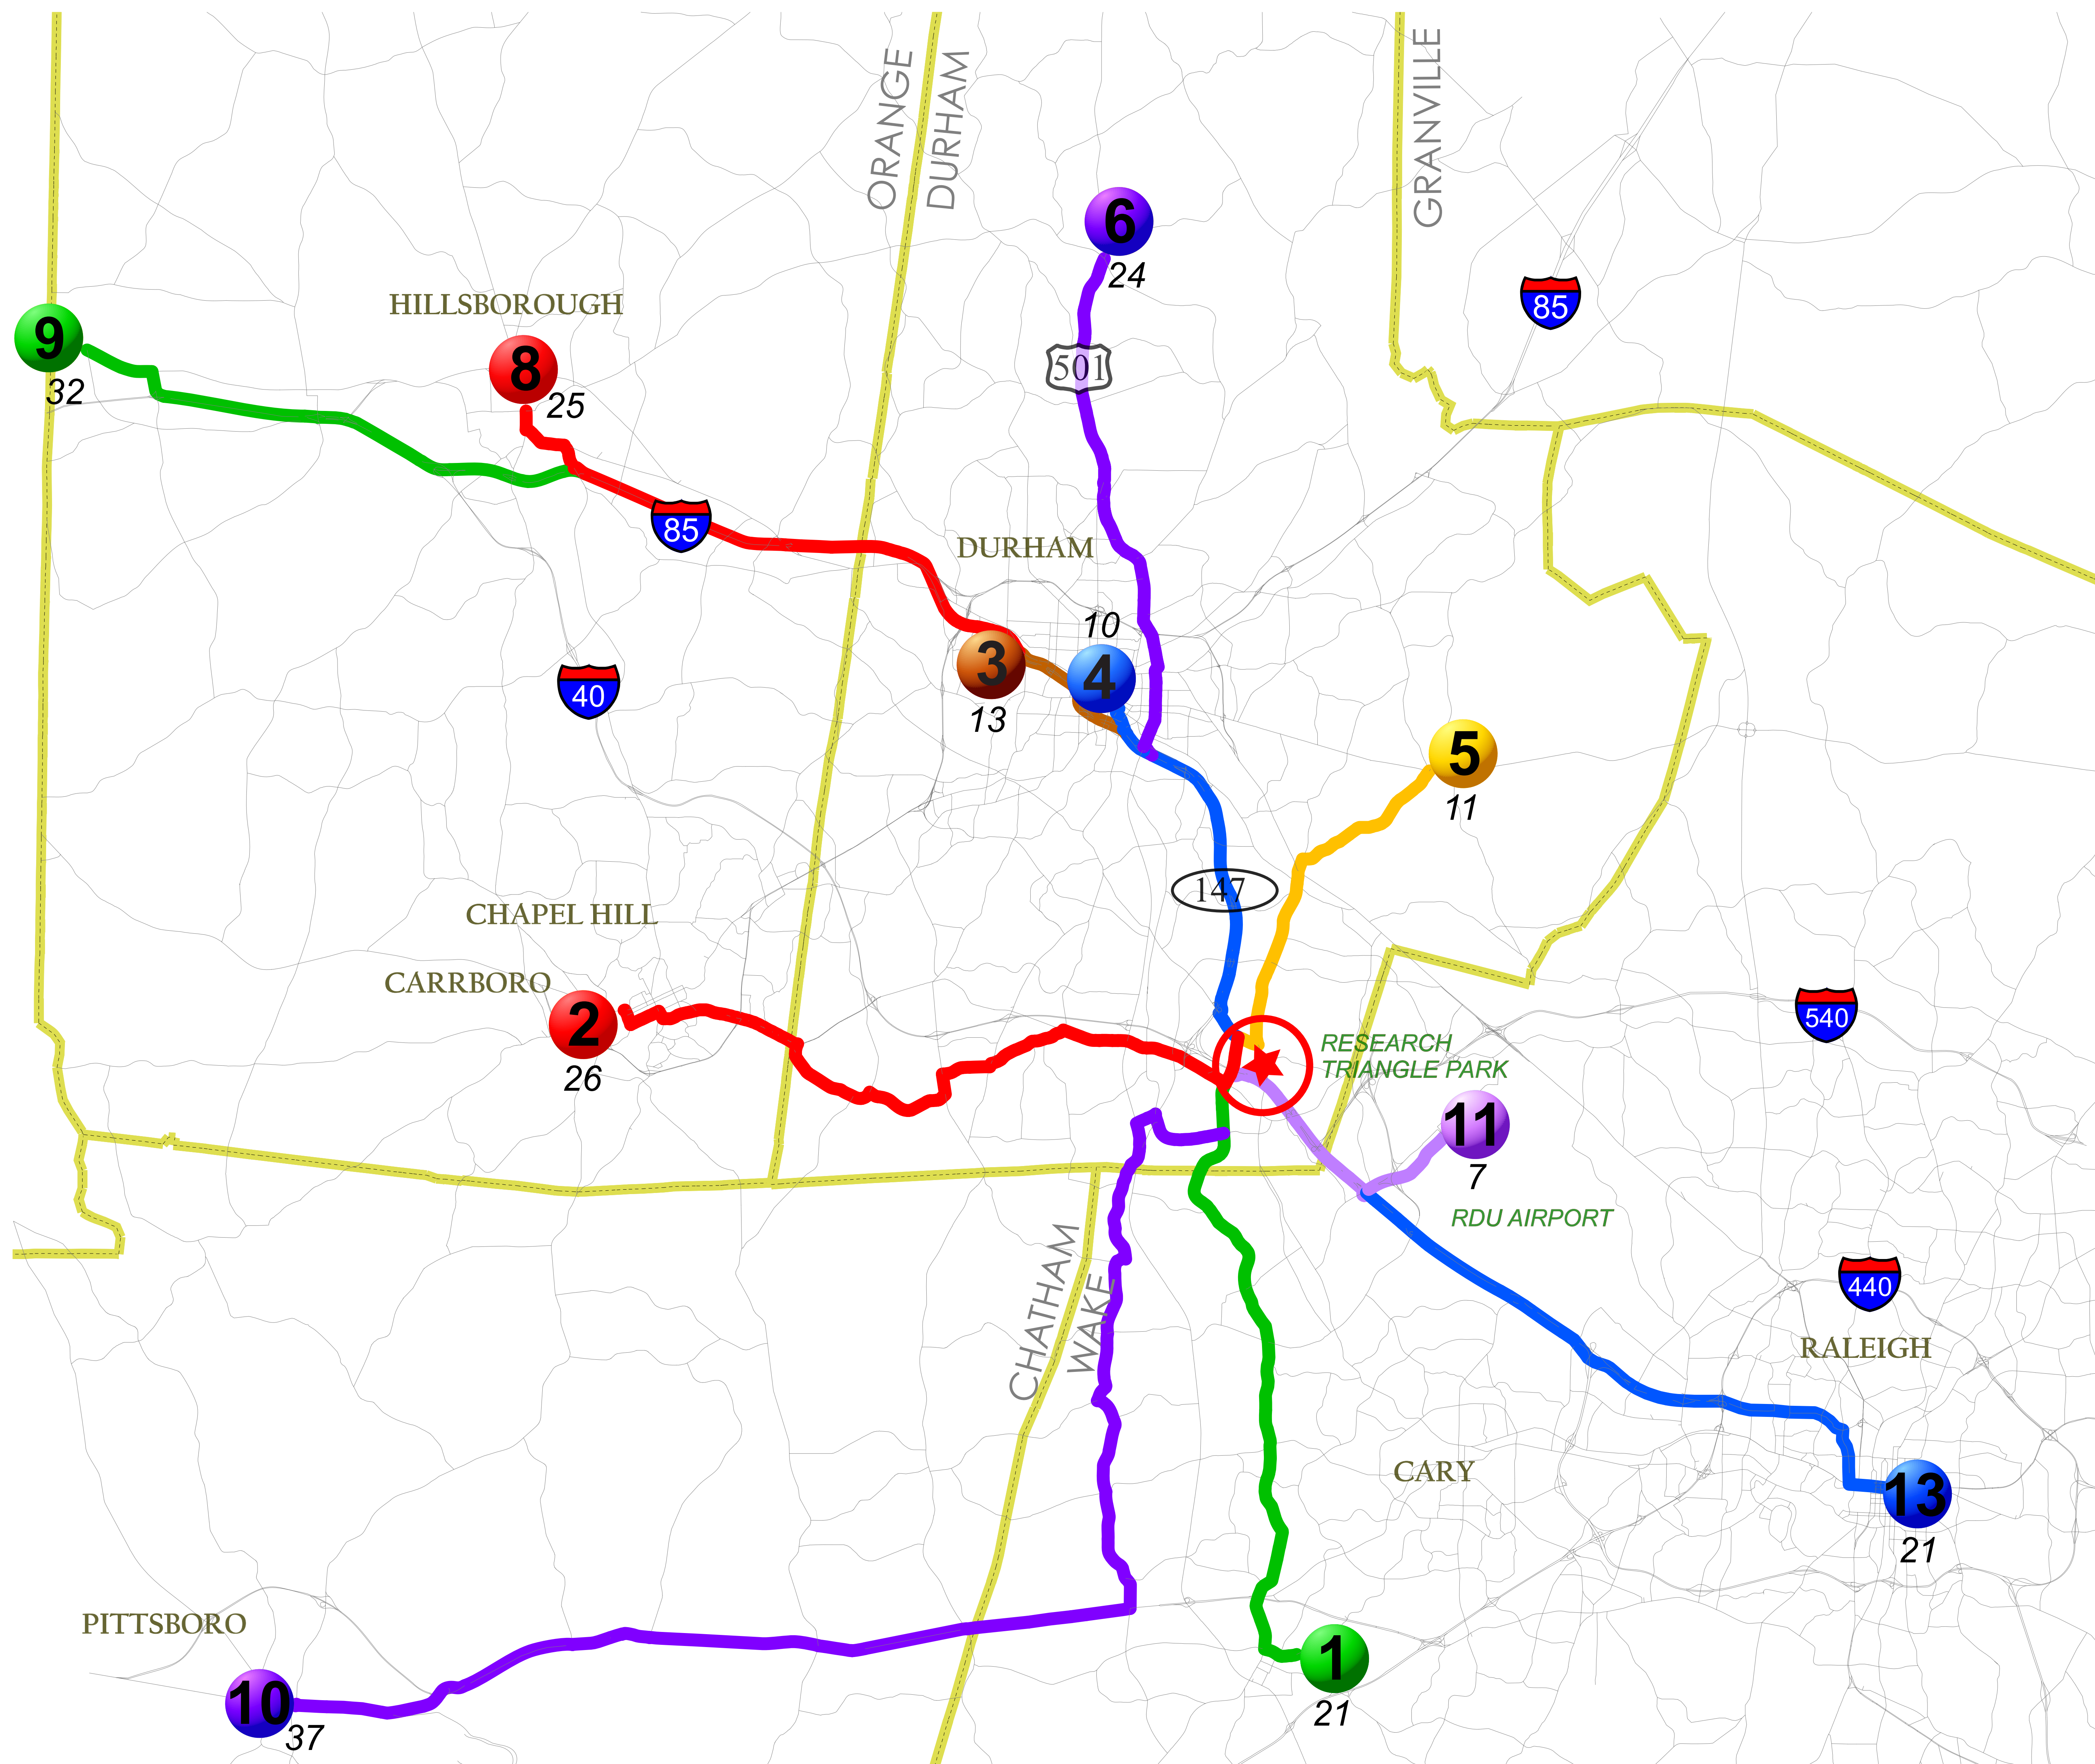 ORANGE
DURHAM
GRANVILLE
6
24
85
HILLSBOROUGH
9
32
8
25
501
85
DURHAM
10
3
13
4
40
5
11
147
CHAPEL HILL
CARRBORO
2
26
540
RESEARCH
TRIANGLE PARK
11
7
RDU AIRPORT
CHATHAM
WAKE
440
RALEIGH
CARY
13
21
PITTSBORO
10
37
1
21